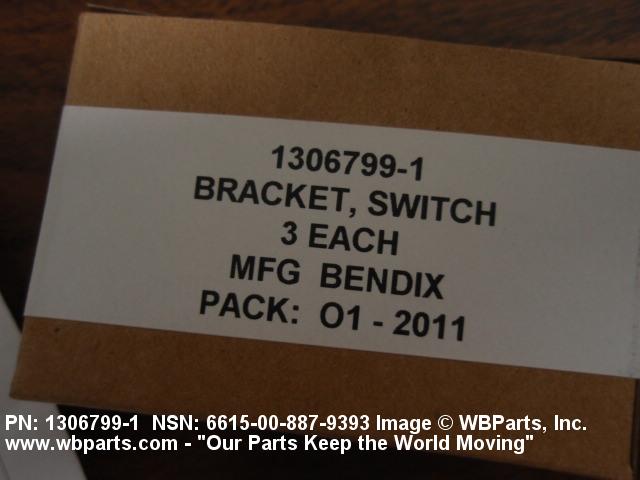 1306799-1
BRACKET, SWITCH
3 EACH
MFG BENDIX
PACK: O1 - 2011
PN: 1306799-1 NSN: 6615-00-887-9393 Image © WBParts, Inc.
www.wbparts.com - "Our Parts Keep the World Moving"